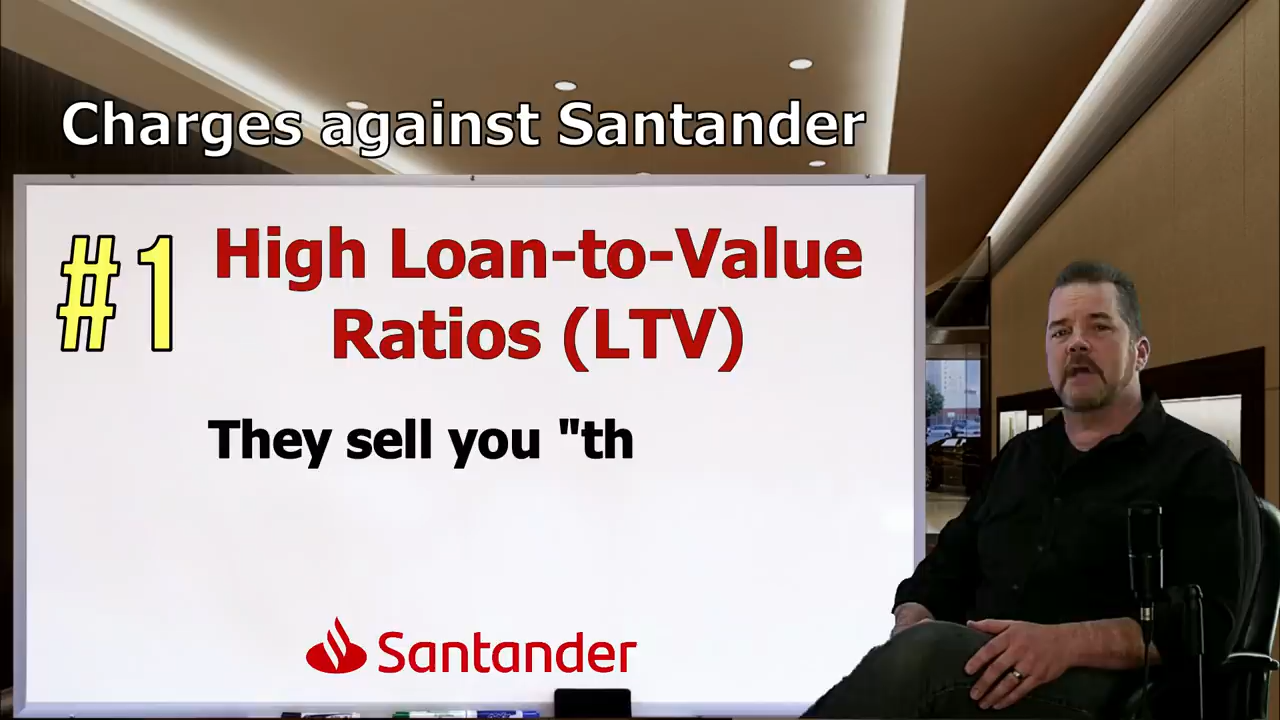 Charges against Santander
#1
High Loan-to-Value
Ratios (LTV)
They sell you "th
Santander